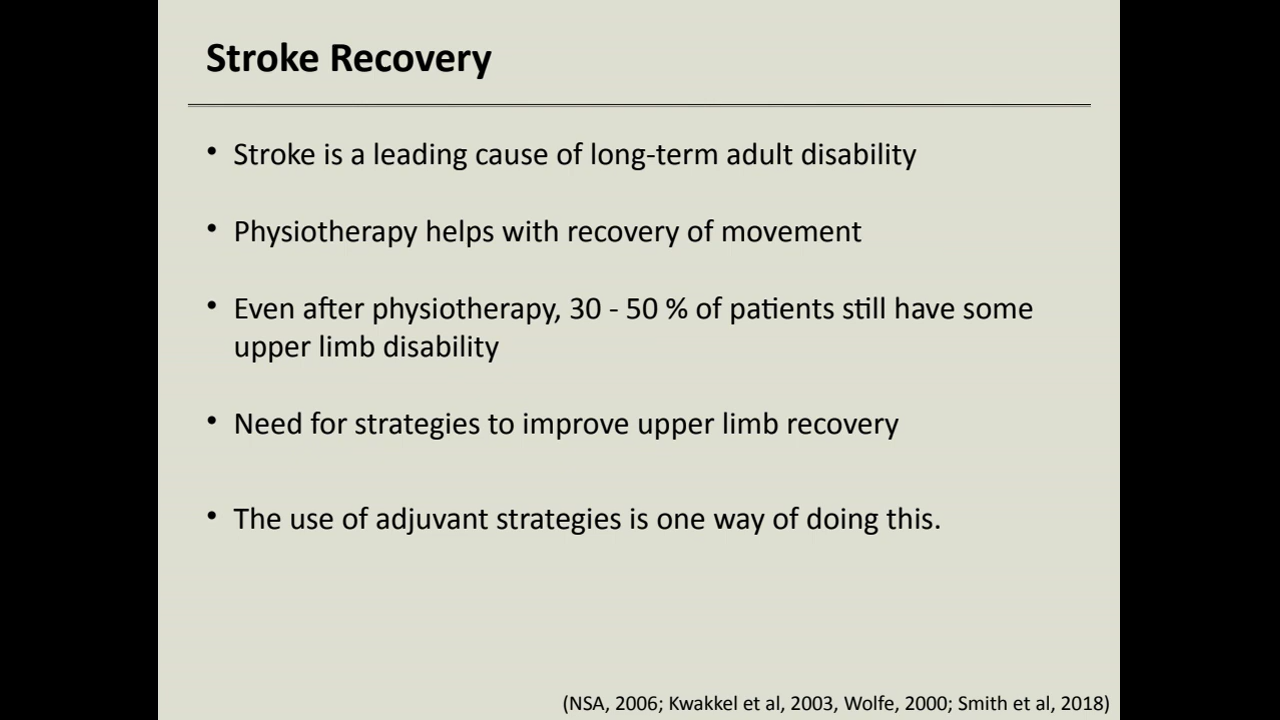 Stroke Recovery
• Stroke is a leading cause of long-term adult disability
• Physiotherapy helps with recovery of movement
• Even after physiotherapy, 30 - 50 % of patients still have some
upper limb disability
• Need for strategies to improve upper limb recovery
• The use of adjuvant strategies is one way of doing this.
(NSA, 2006; Kwakkel et al, 2003, Wolfe, 2000; Smith et al, 2018)